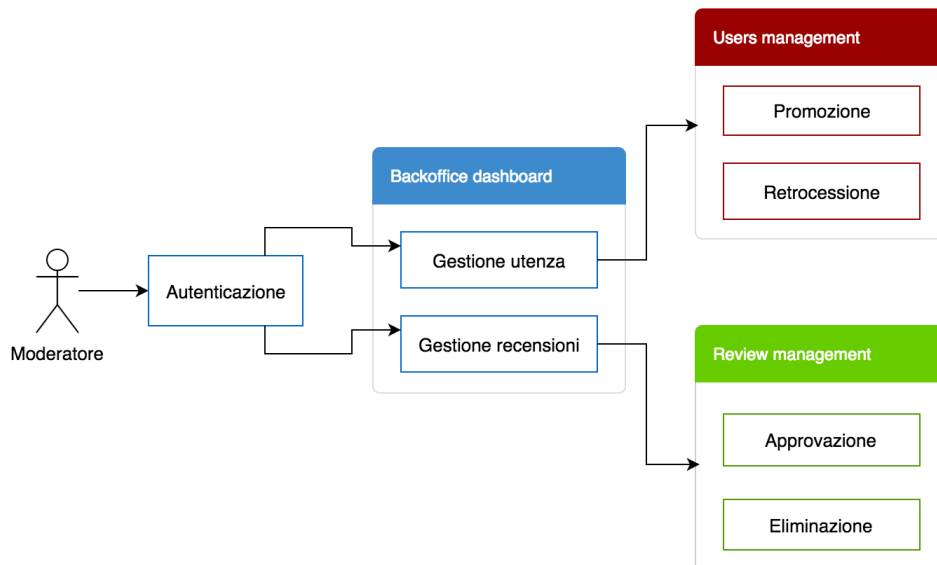 Users management
Promozione
Retrocessione
Backoffice dashboard
Gestione utenza
Gestione recensioni
Autenticazione
Moderatore
Review management
Approvazione
Eliminazione